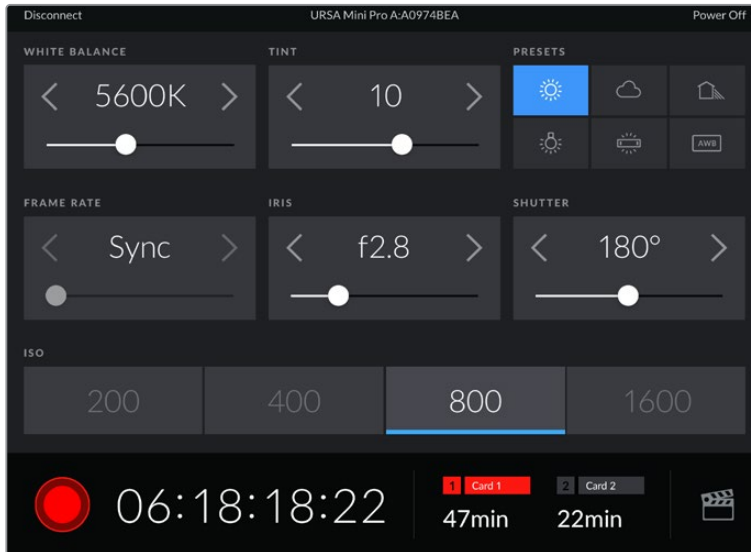 Disconnect URSA Mini Pro A:A0974BEA Power Off
WHITE BALANCE TINT PRESETS
5600K 10
AWB
FRAME RATE IRIS SHUTTER
Sync f2.8 180°
ISO
200 400 800 1600
06:18:18:22
1 Card 1 2 Card 2
47min 22min